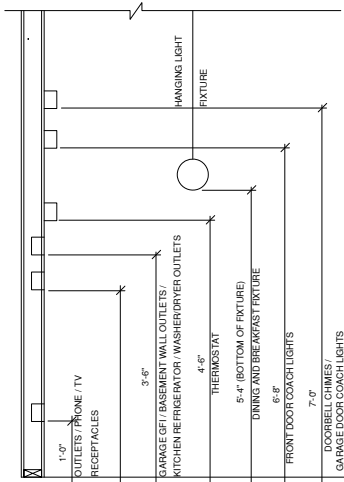 HANGING LIGHT
FIXTURE
1'-0"
OUTLETS / PHONE / TV
RECEPTACLES
3'-6"
GARAGE GFI / BASEMENT WALL OUTLETS /
KITCHEN REFRIGERATOR / WASHER/DRYER OUTLETS
4'-6"
THERMOSTAT
5'-4" (BOTTOM OF FIXTURE)
DINING AND BREAKFAST FIXTURE
6'-8"
FRONT DOOR COACH LIGHTS
7'-0"
DOORBELL CHIMES /
GARAGE DOOR COACH LIGHTS